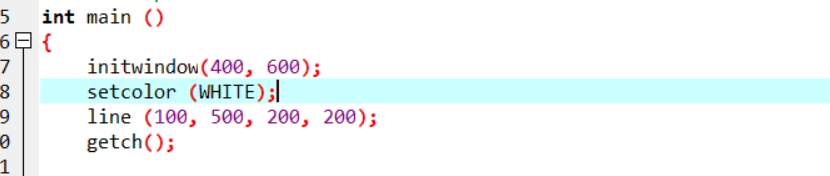 5 int main ()
6 {
7 initwindow(400, 600);
8 setcolor (WHITE);
9 line (100, 500, 200, 200);
0 getch();
1